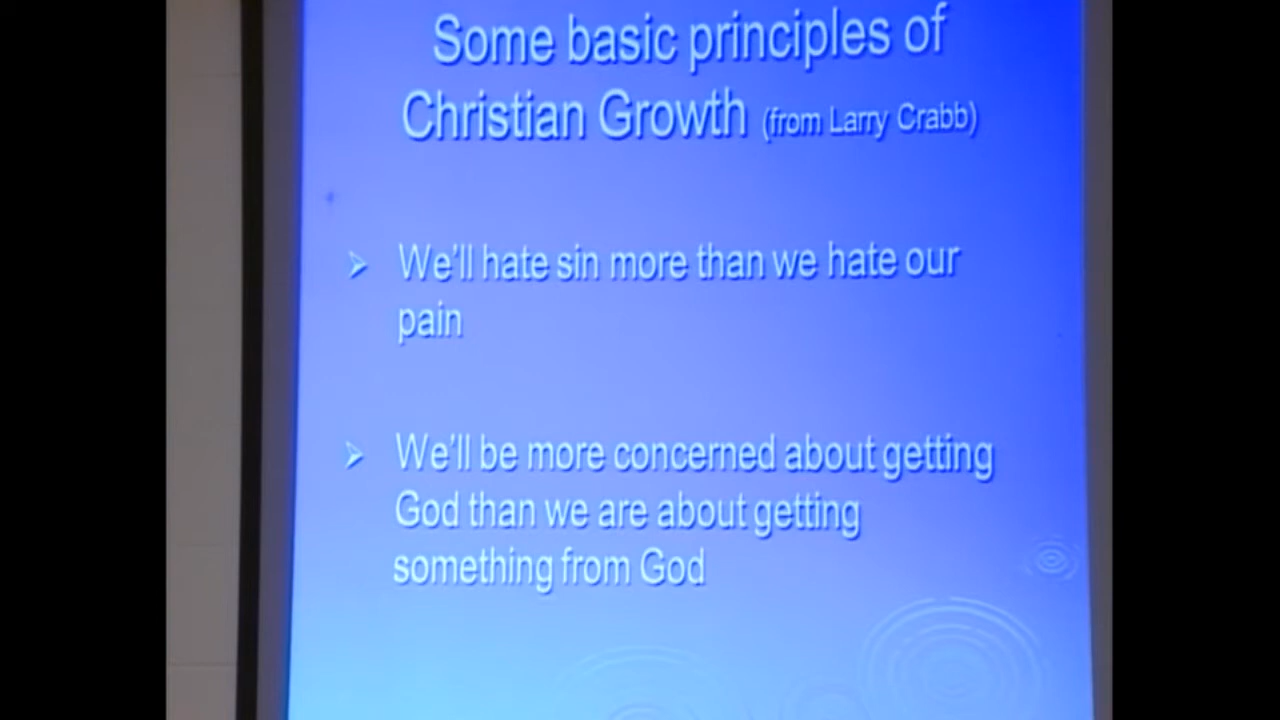 Some basic principles of
Christian Growth (from Larry Crabb)
We'll hate sin more than we hate our
pain
We'll be more concerned about getting
God than we are about getting
something from God